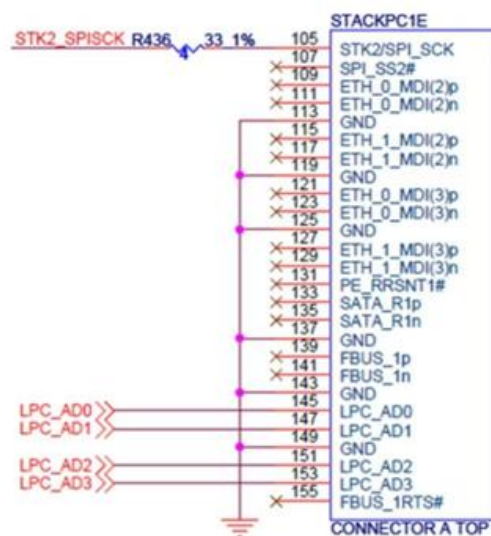 STACKPC1E
STK2_SPISCK R436 33 1% 105 STK2/SPI_SCK
4
107 SPI_SS2#
109 ETH_0_MDI(2)p
111 ETH_0_MDI(2)n
113 GND
115 ETH_1_MDI(2)p
117 ETH_1_MDI(2)n
119 GND
121 ETH_0_MDI(3)p
123 ETH_0_MDI(3)n
125 GND
127 ETH_1_MDI(3)p
129 ETH_1_MDI(3)n
131 PE_RRSNT1#
133 SATA_R1p
135 SATA_R1n
137 GND
139 FBUS_1p
141 FBUS_1n
143 GND
LPC_AD0 145 LPC_AD0
LPC_AD1 147 LPC_AD1
149 GND
LPC_AD2 151 LPC_AD2
LPC_AD3 153 LPC_AD3
155 FBUS_1RTS#
CONNECTOR A TOP